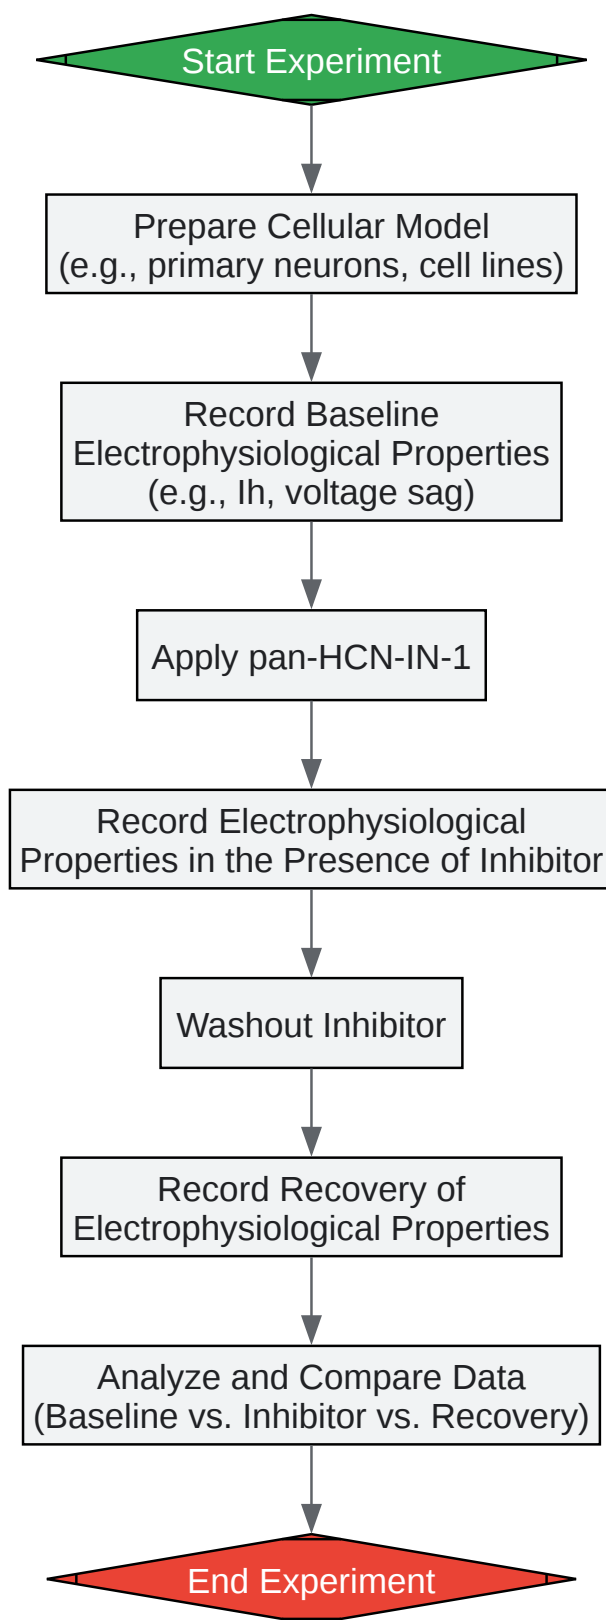 Start Experiment
Prepare Cellular Model
(e.g., primary neurons, cell lines)
Record Baseline
Electrophysiological Properties
(e.g., Ih, voltage sag)
Apply pan-HCN-IN-1
Record Electrophysiological
Properties in the Presence of Inhibitor
Washout Inhibitor
Record Recovery of
Electrophysiological Properties
Analyze and Compare Data
(Baseline vs. Inhibitor vs. Recovery)
End Experiment